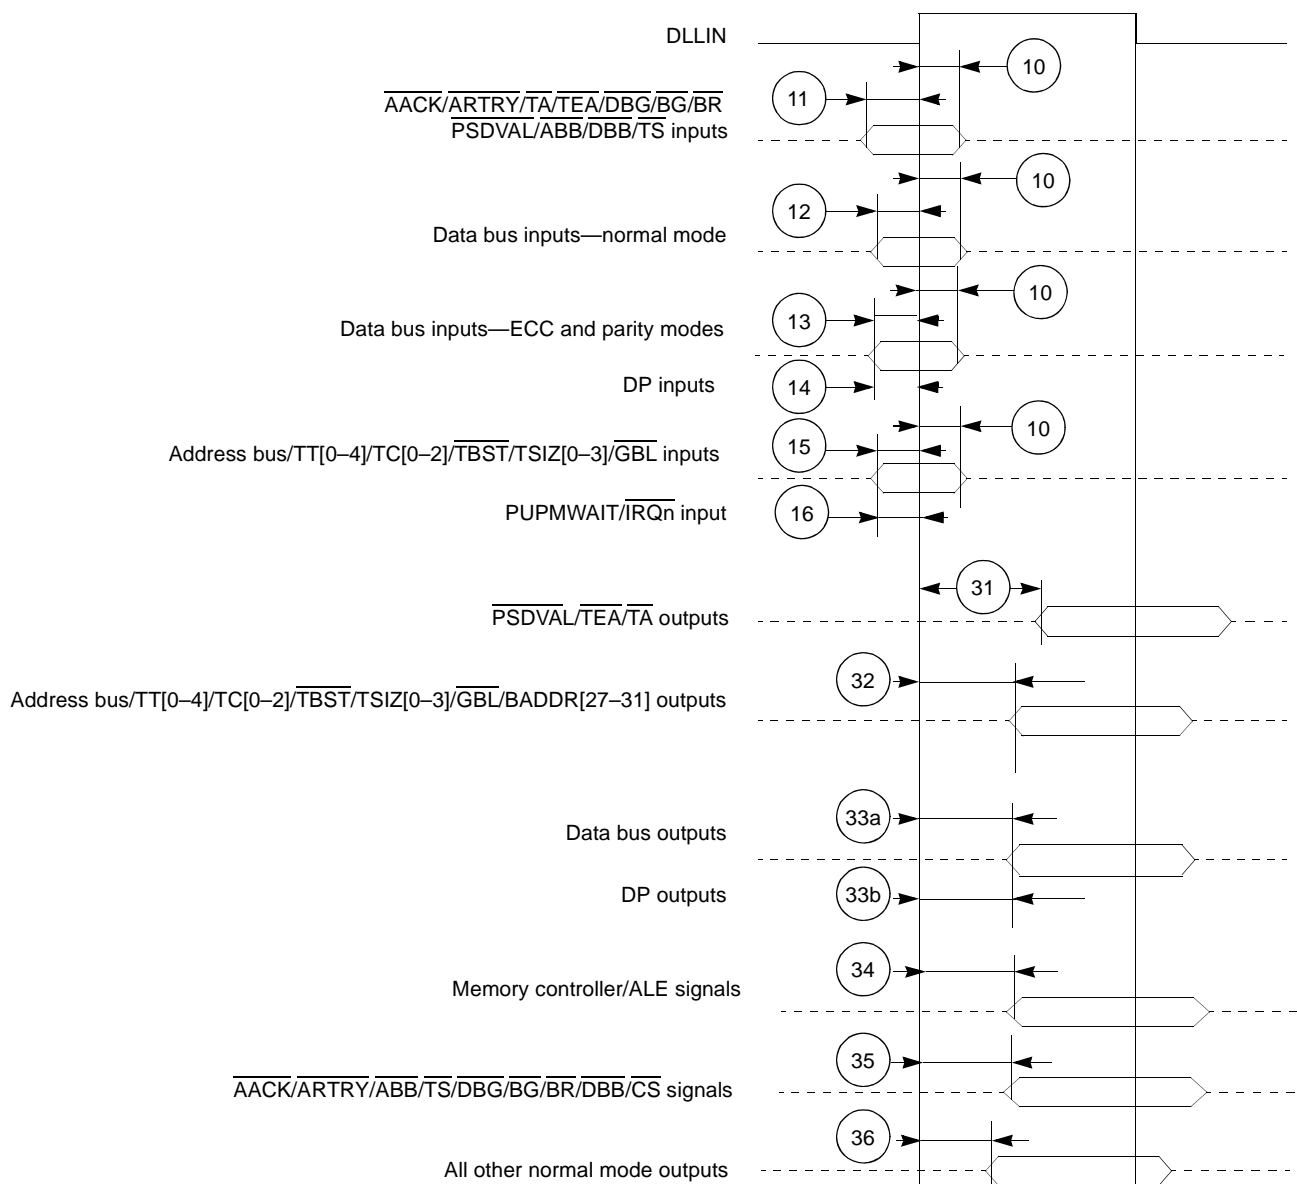 DLLIN
10
11
AACK/ARTRY/TA/TEA/DBG/BG/BR
PSDVAL/ABB/DBB/TS inputs
10
12
Data bus inputs—normal mode
10
13
Data bus inputs—ECC and parity modes
DP inputs
14
10
15
Address bus/TT[0–4]/TC[0–2]/TBST/TSIZ[0–3]/GBL inputs
PUPMWAIT/IRQn input
16
31
PSDVAL/TEA/TA outputs
32
Address bus/TT[0–4]/TC[0–2]/TBST/TSIZ[0–3]/GBL/BADDR[27–31] outputs
33a
Data bus outputs
DP outputs
33b
34
Memory controller/ALE signals
35
AACK/ARTRY/ABB/TS/DBG/BG/BR/DBB/CS signals
36
All other normal mode outputs